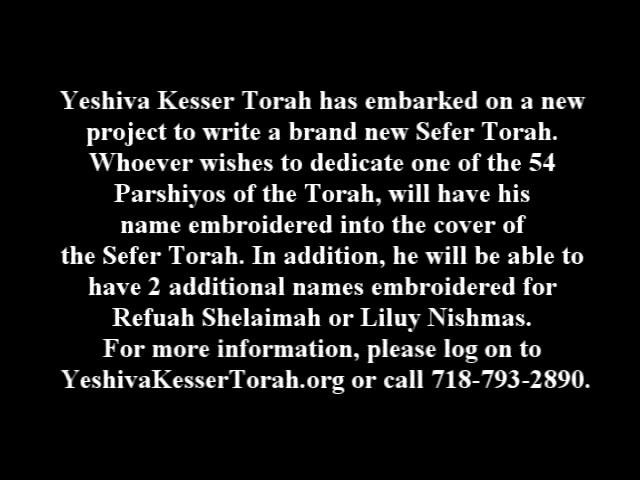 Yeshiva Kesser Torah has embarked on a new
project to write a brand new Sefer Torah.
Whoever wishes to dedicate one of the 54
Parshiyos of the Torah, will have his
name embroidered into the cover of
the Sefer Torah. In addition, he will be able to
have 2 additional names embroidered for
Refuah Shelaimah or Liluy Nishmas.
For more information, please log on to
YeshivaKesserTorah.org or call 718-793-2890.